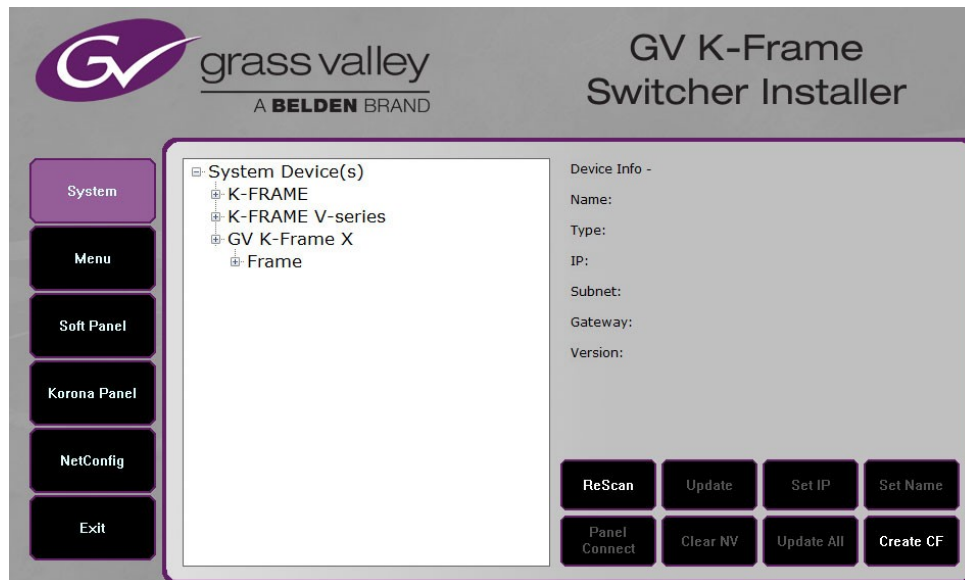 GV
grass valley
A BELDEN BRAND
GV K-Frame
Switcher Installer
System
Menu
Soft Panel
Korona Panel
NetConfig
Exit
System Device(s)
K-FRAME
K-FRAME V-series
GV K-Frame X
Frame
Device Info -
Name:
Type:
IP:
Subnet:
Gateway:
Version:
ReScan
Update
Set IP
Set Name
Panel
Connect
Clear NV
Update All
Create CF